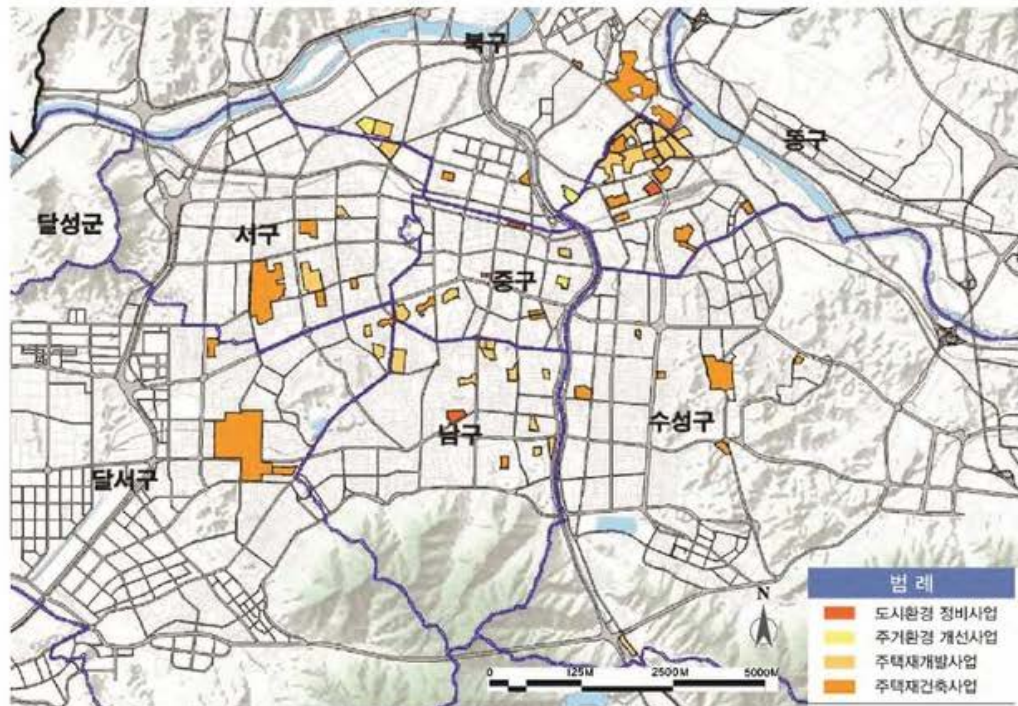 북구
동구
달성군
서구
중구
수성구
남구
달서구
범 례
N
도시환경 정비사업
주거환경 개선사업
주택재개발사업
주택재건축사업
0 125M 2500M 5000M